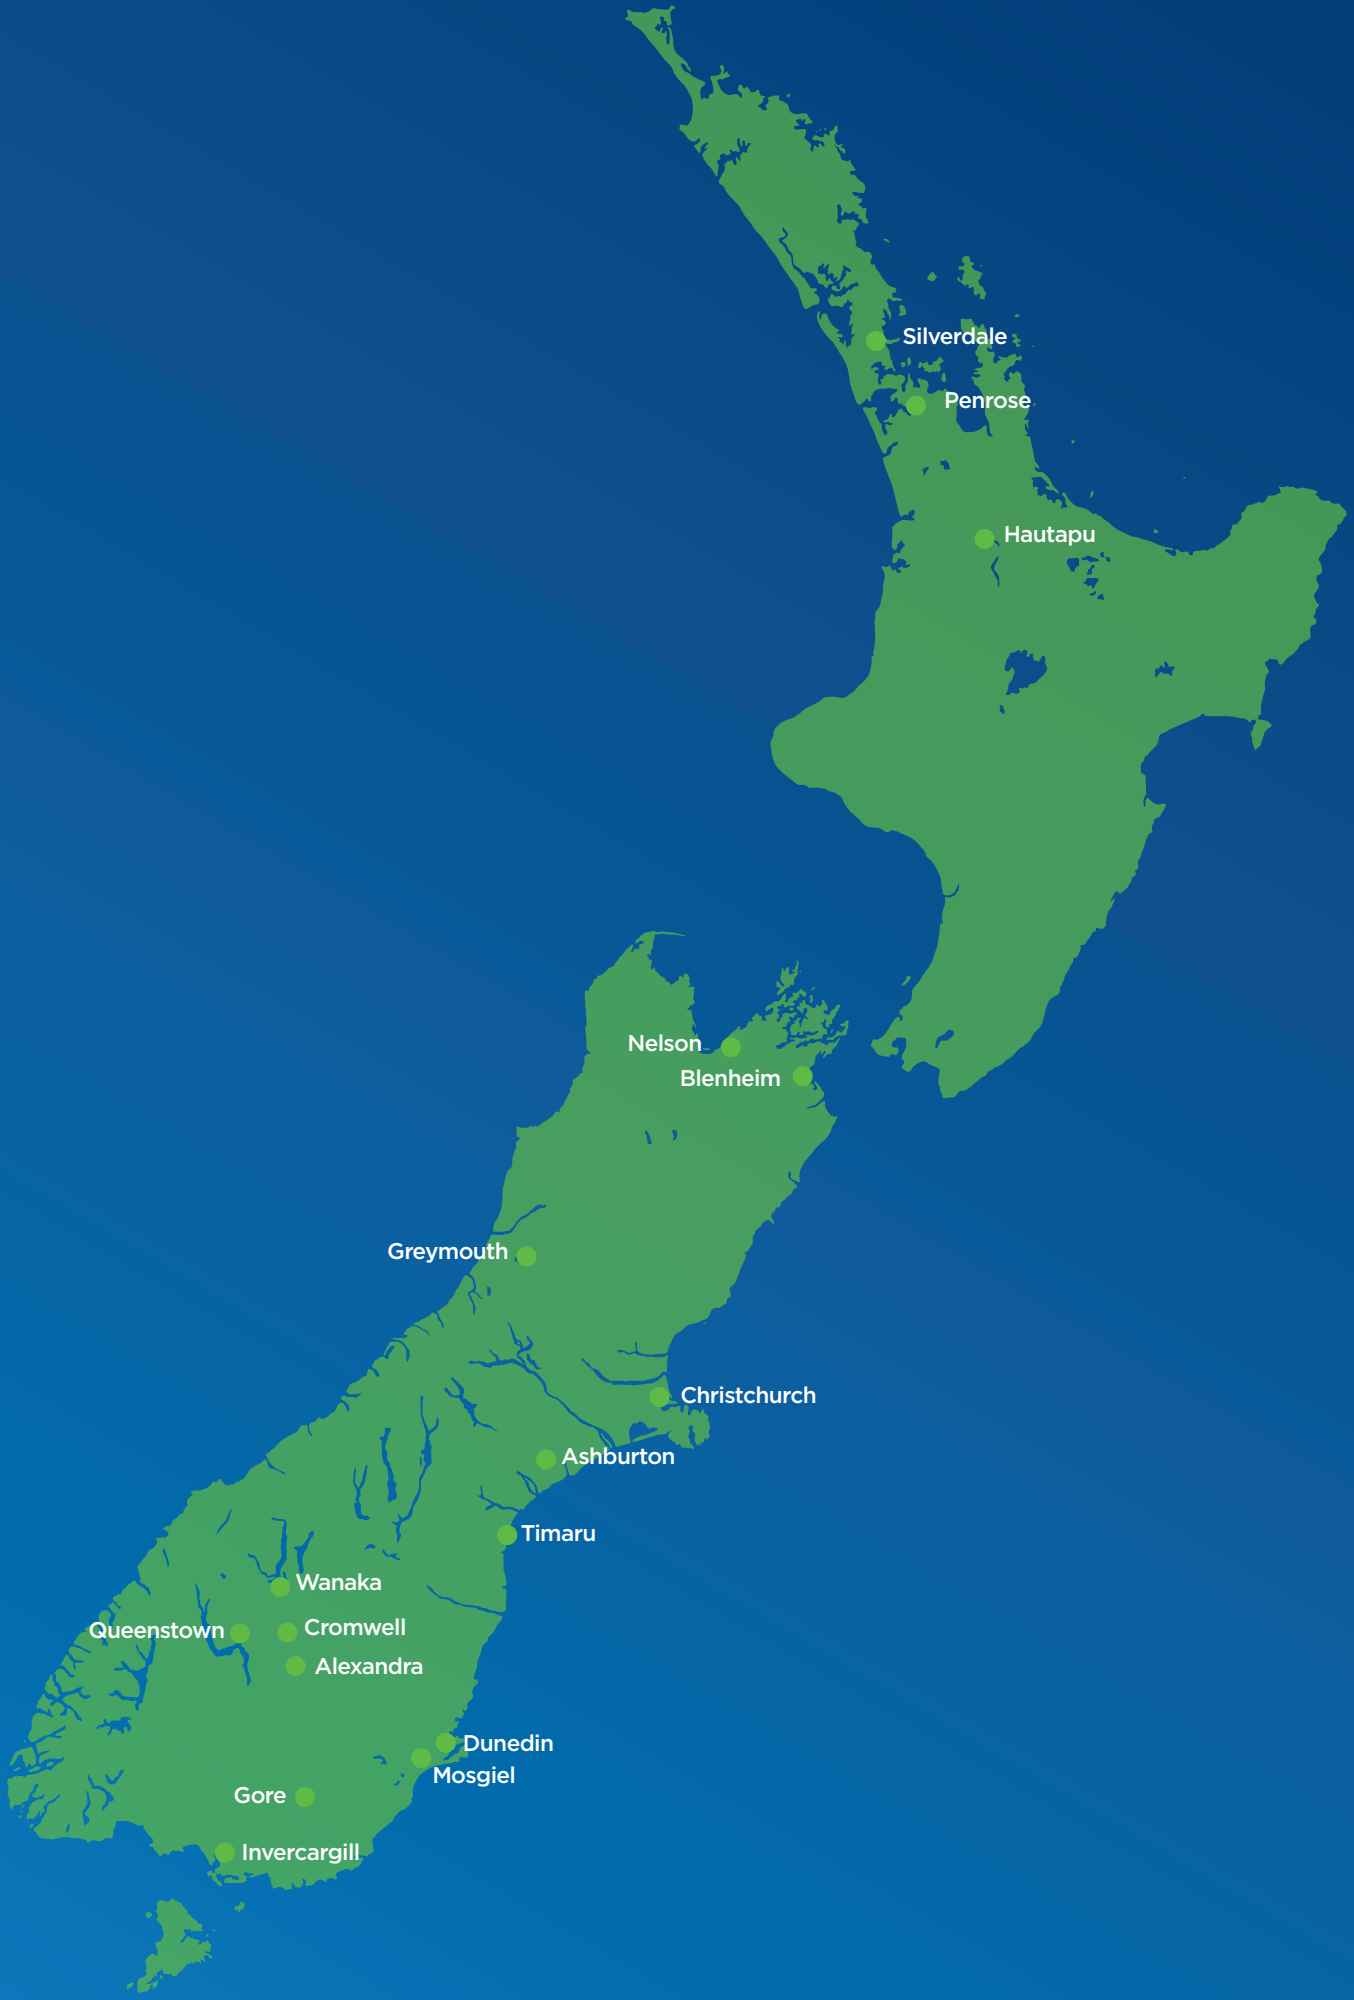 Silverdale
Penrose
Hautapu
Nelson
Blenheim
Greymouth
Christchurch
Ashburton
Timaru
Wanaka
Cromwell
Queenstown
Alexandra
Dunedin
Mosgiel
Gore
Invercargill